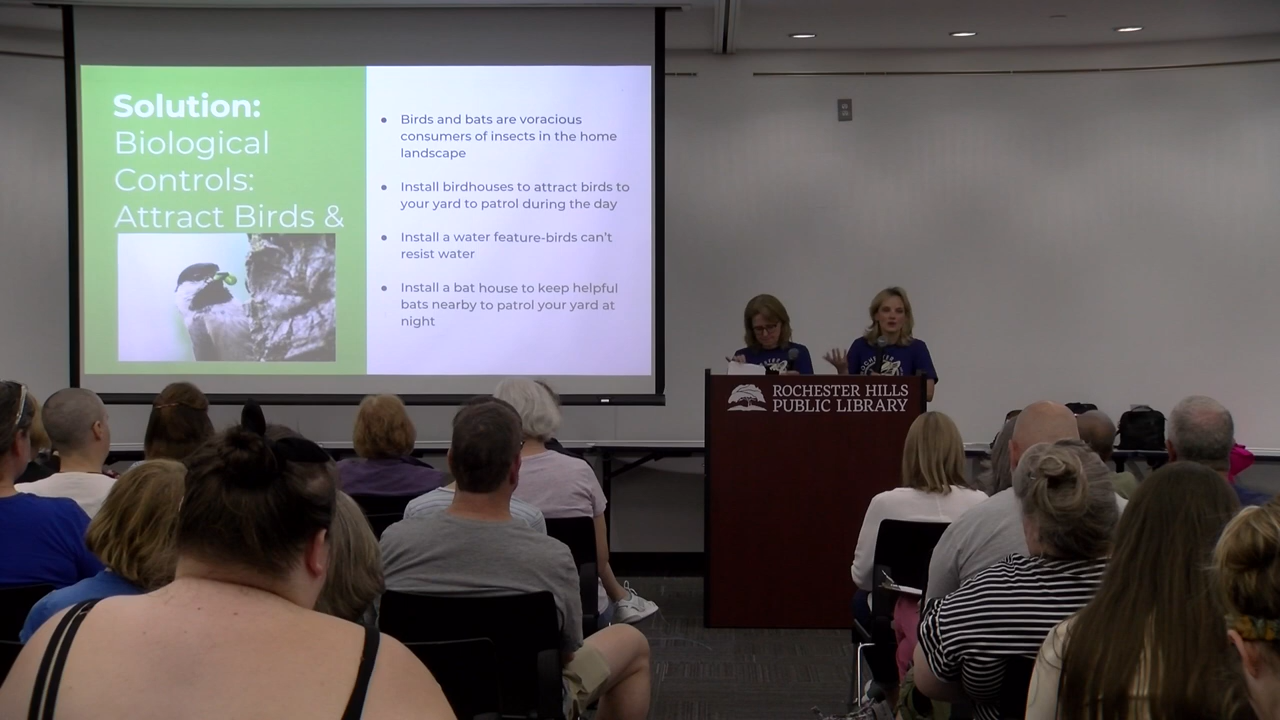 Solution:
Biological
Controls:
Attract Birds &
● Birds and bats are voracious
consumers of insects in the home
landscape
● Install birdhouses to attract birds to
your yard to patrol during the day
● Install a water feature-birds can't
resist water
● Install a bat house to keep helpful
bats nearby to patrol your yard at
night
ROCHESTER HILLS
PUBLIC LIBRARY